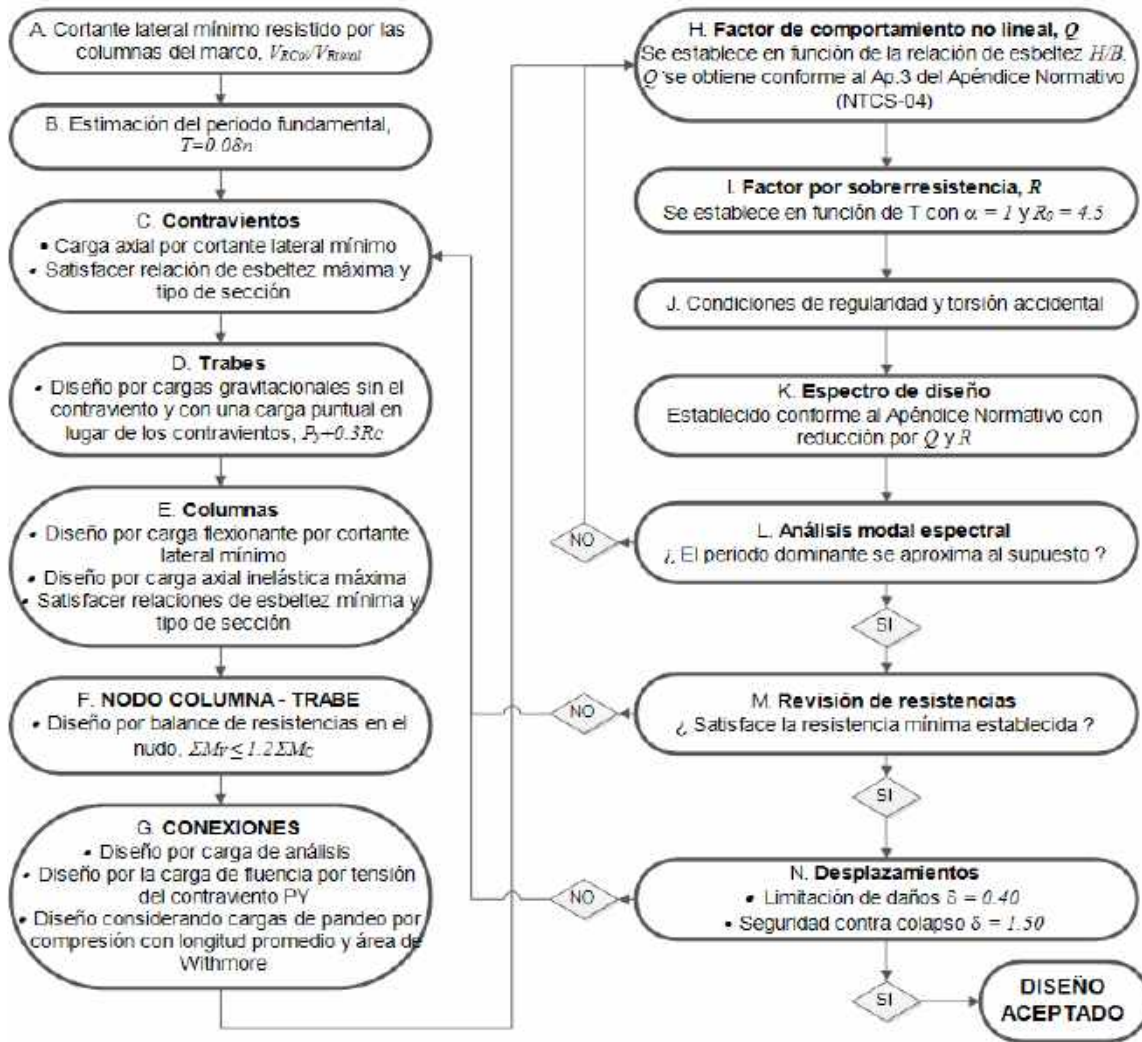 A. Cortante lateral mínimo resistido por las
columnas del marco, VRCol/VRtotal
B. Estimación del periodo fundamental,
T=0.08n
C. Contravientos
• Carga axial por cortante lateral mínimo
• Satisfacer relación de esbeltez máxima y
tipo de sección
D. Trabes
• Diseño por cargas gravitacionales sin el
contraviento y con una carga puntual en
lugar de los contravientos, Py+0.3Rc
E. Columnas
• Diseño por carga flexionante por cortante
lateral mínimo
• Diseño por carga axial inelástica máxima
• Satisfacer relaciones de esbeltez mínima y
tipo de sección
F. NODO COLUMNA - TRABE
• Diseño por balance de resistencias en el
nudo, ΣMV ≤ 1.2ΣMC
G. CONEXIONES
• Diseño por carga de análisis
• Diseño por la carga de fluencia por tensión
del contraviento PY
• Diseño considerando cargas de pandeo por
compresión con longitud promedio y área de
Withmore
H. Factor de comportamiento no lineal, Q
Se establece en función de la relación de esbeltez H/B.
Q se obtiene conforme al Ap.3 del Apéndice Normativo
(NTCS-04)
I. Factor por sobrerresistencia, R
Se establece en función de T con α = 1 y R0 = 4.5
J. Condiciones de regularidad y torsión accidental
K. Espectro de diseño
Establecido conforme al Apéndice Normativo con
reducción por Q y R
L. Análisis modal espectral
¿ El periodo dominante se aproxima al supuesto ?
NO
SI
M. Revisión de resistencias
¿ Satisface la resistencia mínima establecida ?
NO
SI
N. Desplazamientos
• Limitación de daños δ = 0.40
• Seguridad contra colapso δ = 1.50
NO
SI
DISEÑO
ACEPTADO